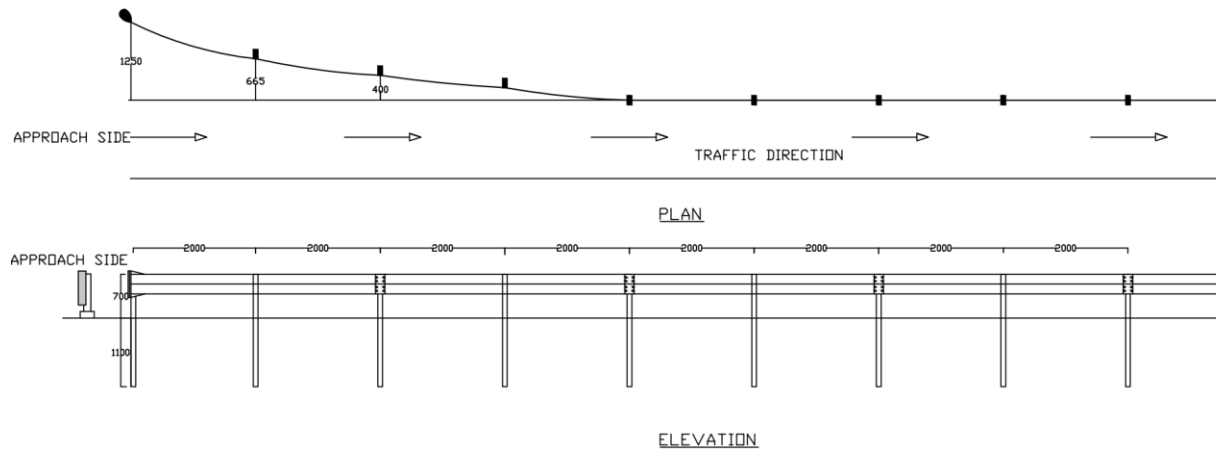 1250
665
400
APPROACH SIDE
TRAFFIC DIRECTION
PLAN
2000 2000 2000 2000 2000 2000 2000 2000
APPROACH SIDE
700
1100
ELEVATION